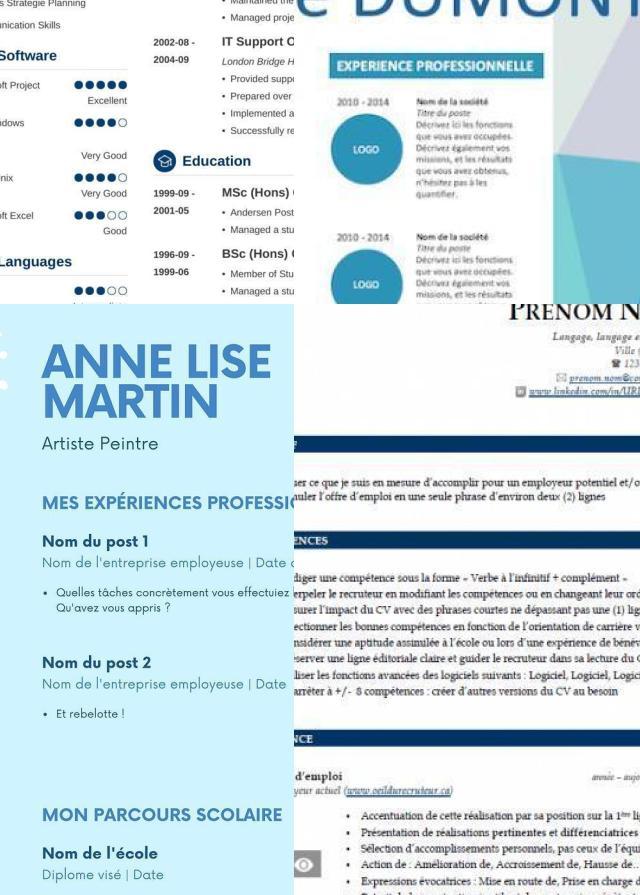 s Strategie Planning
unication Skills
Software
ft Project
Excellent
ndows
Very Good
nix
Very Good
ft Excel
Good
Languages
• Managed proje
2002-08 -
2004-09
IT Support O
London Bridge H
• Provided supp
• Prepared over
• Implemented a
• Successfully re
Education
1999-09 -
2001-05
MSc (Hons)
• Andersen Post
• Managed a stu
1996-09 -
1999-06
BSc (Hons)
• Member of Stu
• Managed a stu
e DUMONT
EXPERIENCE PROFESSIONNELLE
2010 - 2014
LOGO
Nom de la société
Titre du poste
Décrivez ici les fonctions
que vous avez occupées.
Décrivez également vos
missions, et les résultats
que vous avez obtenus,
n'hésitez pas à les
quantifier.
2010 - 2014
LOGO
Nom de la société
Titre du poste
Décrivez ici les fonctions
que vous avez occupées.
Décrivez également vos
missions, et les résultats
ANNE LISE
MARTIN
Artiste Peintre
MES EXPÉRIENCES PROFESSIO
Nom du post 1
Nom de l'entreprise employeuse | Date
• Quelles tâches concrètement vous effectuiez
Qu'avez vous appris ?
Nom du post 2
Nom de l'entreprise employeuse | Date
• Et rebelotte !
MON PARCOURS SCOLAIRE
Nom de l'école
Diplome visé | Date
PRENOM N
Langage, langage e
Ville
☎ 123
prenom.nom@co
www.linkedin.com/in/URL
ser ce que je suis en mesure d'accomplir pour un employeur potentiel et/o
nuler l'offre d'emploi en une seule phrase d'environ deux (2) lignes
ENCES
diger une compétence sous la forme « Verbe à l'infinitif + complément »
erpeler le recruteur en modifiant les compétences ou en changeant leur ord
surer l'impact du CV avec des phrases courtes ne dépassant pas une (1) lig
ectionner les bonnes compétences en fonction de l'orientation de carrière v
nsidérer une aptitude assimilée à l'école ou lors d'une expérience de bénév
server une ligne éditoriale claire et guider le recruteur dans sa lecture du C
liser les fonctions avancées des logiciels suivants : Logiciel, Logiciel, Logici
arrêter à +/- 8 compétences : créer d'autres versions du CV au besoin
NCE
d'emploi
année – aujo
yeur actuel (www.oeildurecruteur.ca)
• Accentuation de cette réalisation par sa position sur la 1ère lig
• Présentation de réalisations pertinentes et différenciatrices
• Sélection d'accomplissements personnels, pas ceux de l'équi
• Action de : Amélioration de, Accroissement de, Hausse de...
• Expressions évocatrices : Mise en route de, Prise en charge d